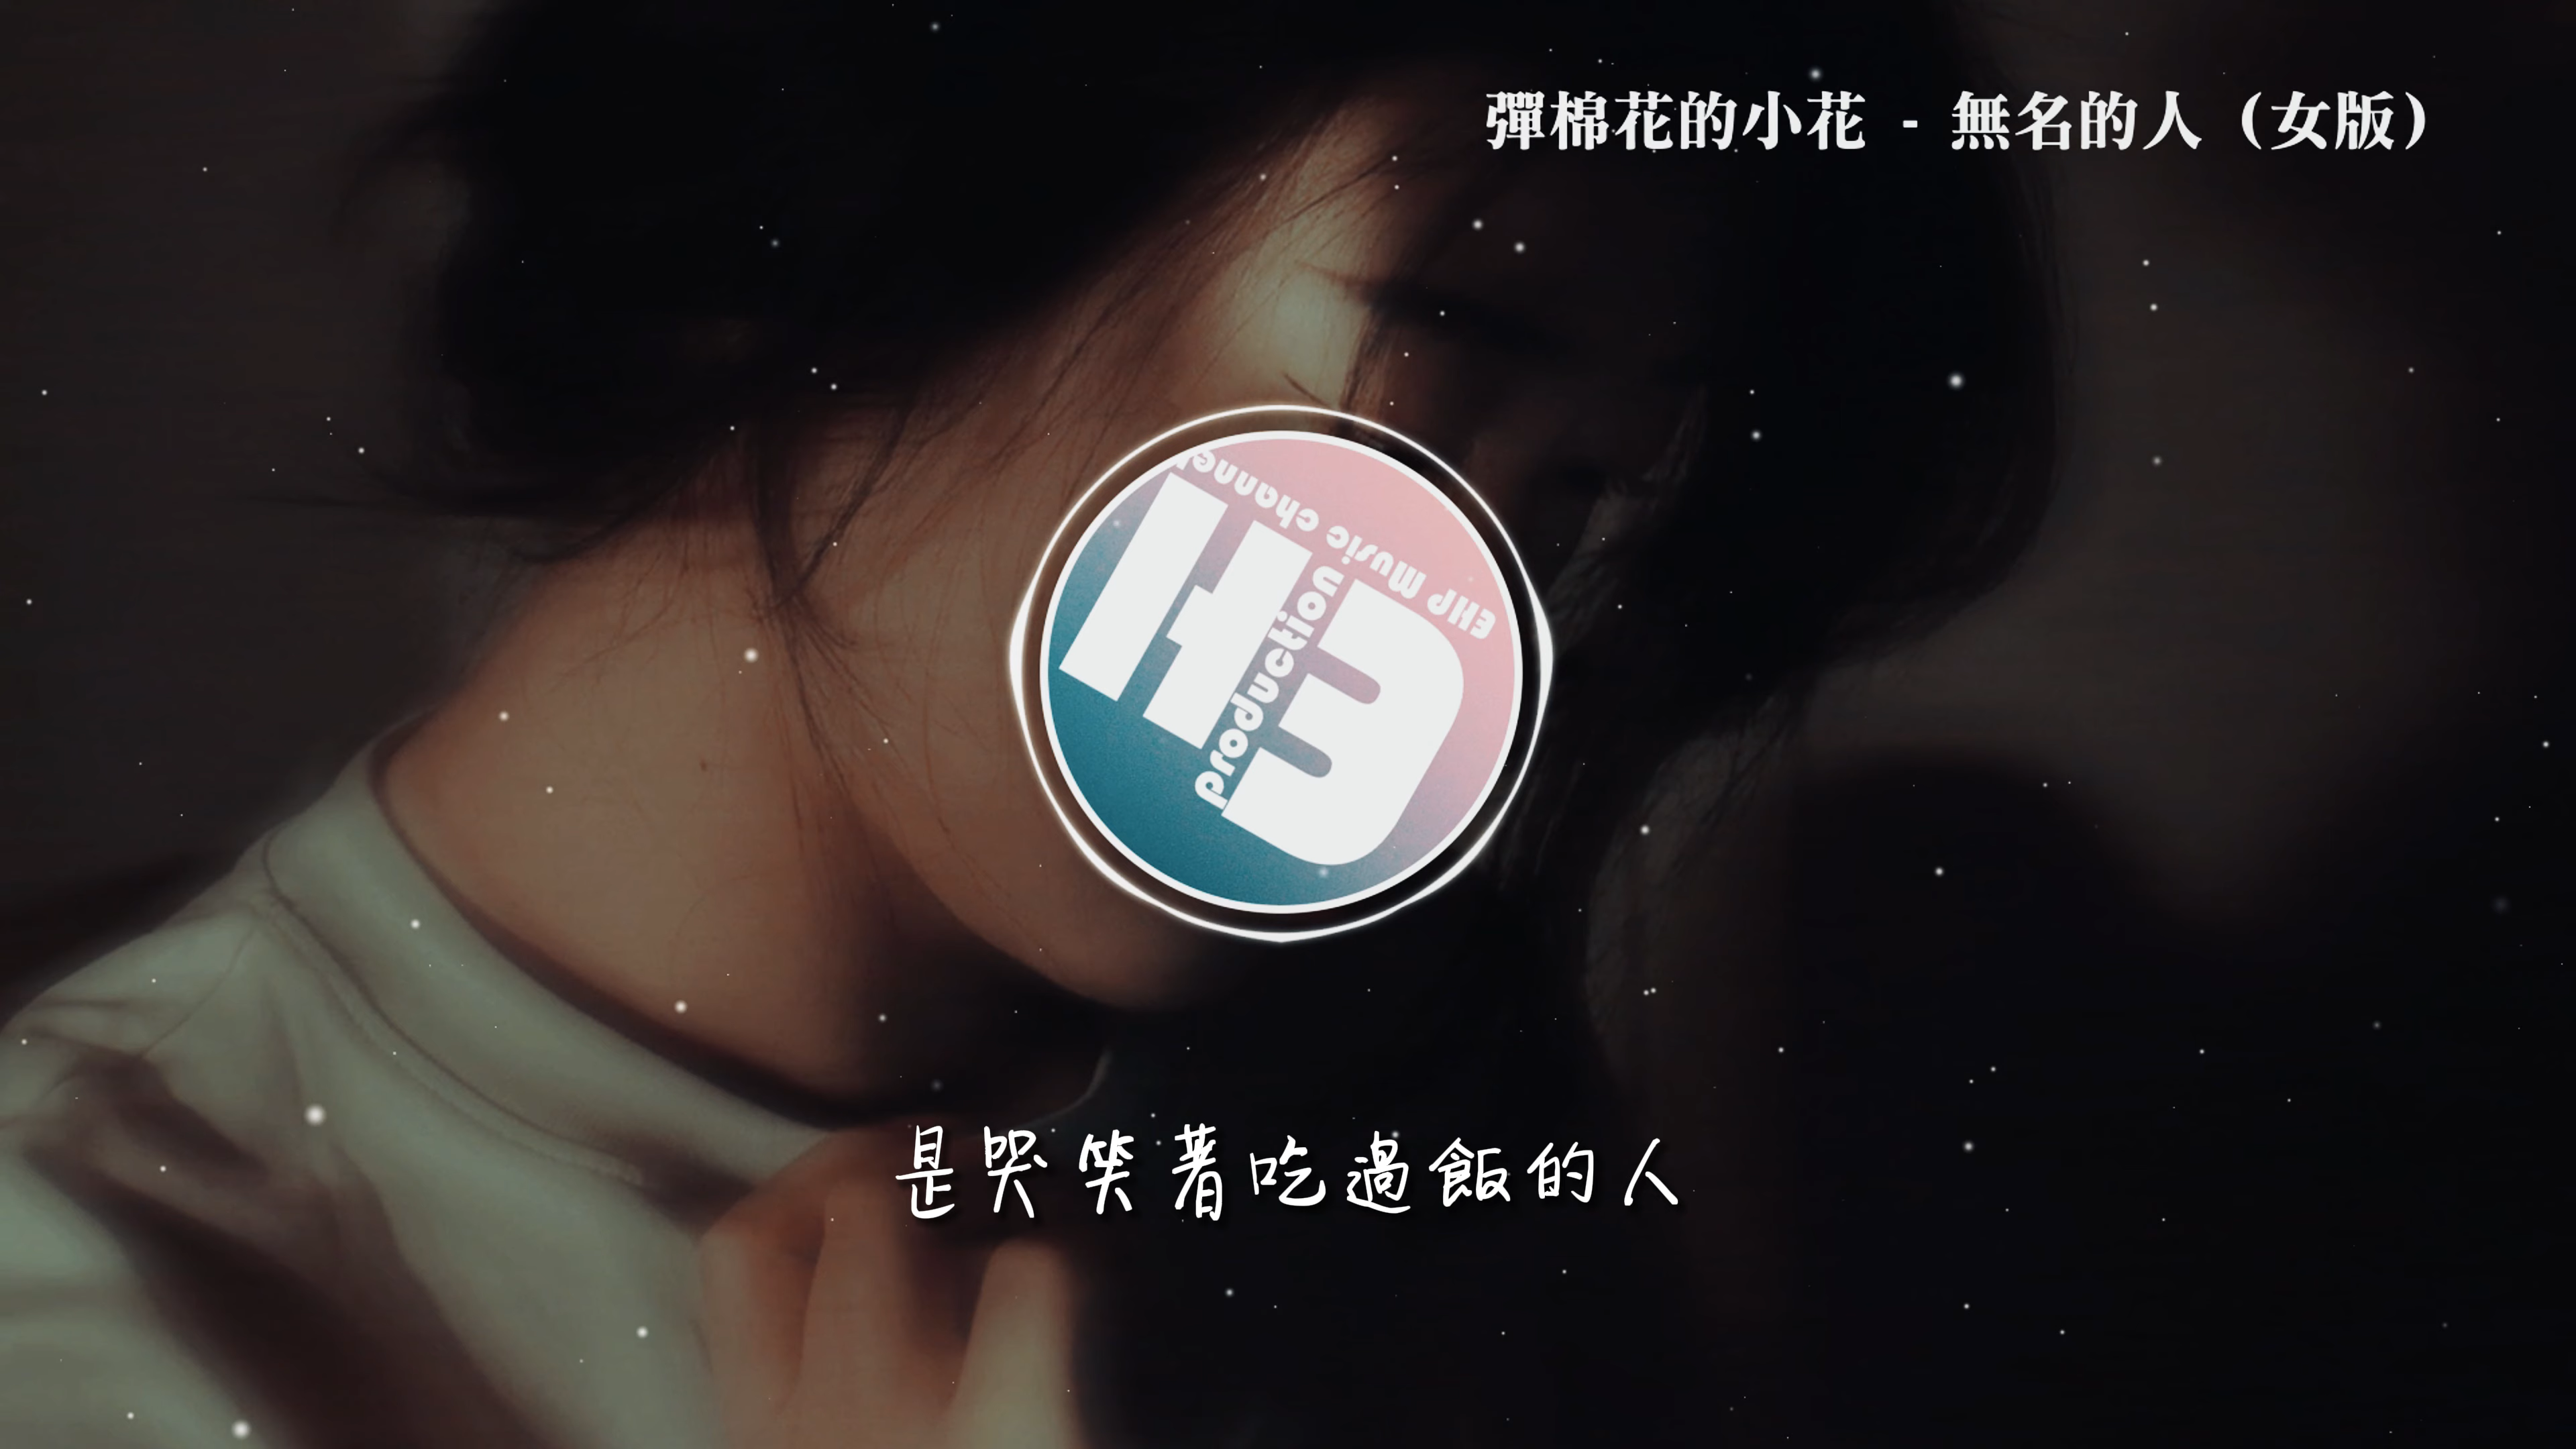 彈棉花的小花 - 無名的人（女版）
EHP Music channel
EH
production
是哭笑著吃過飯的人